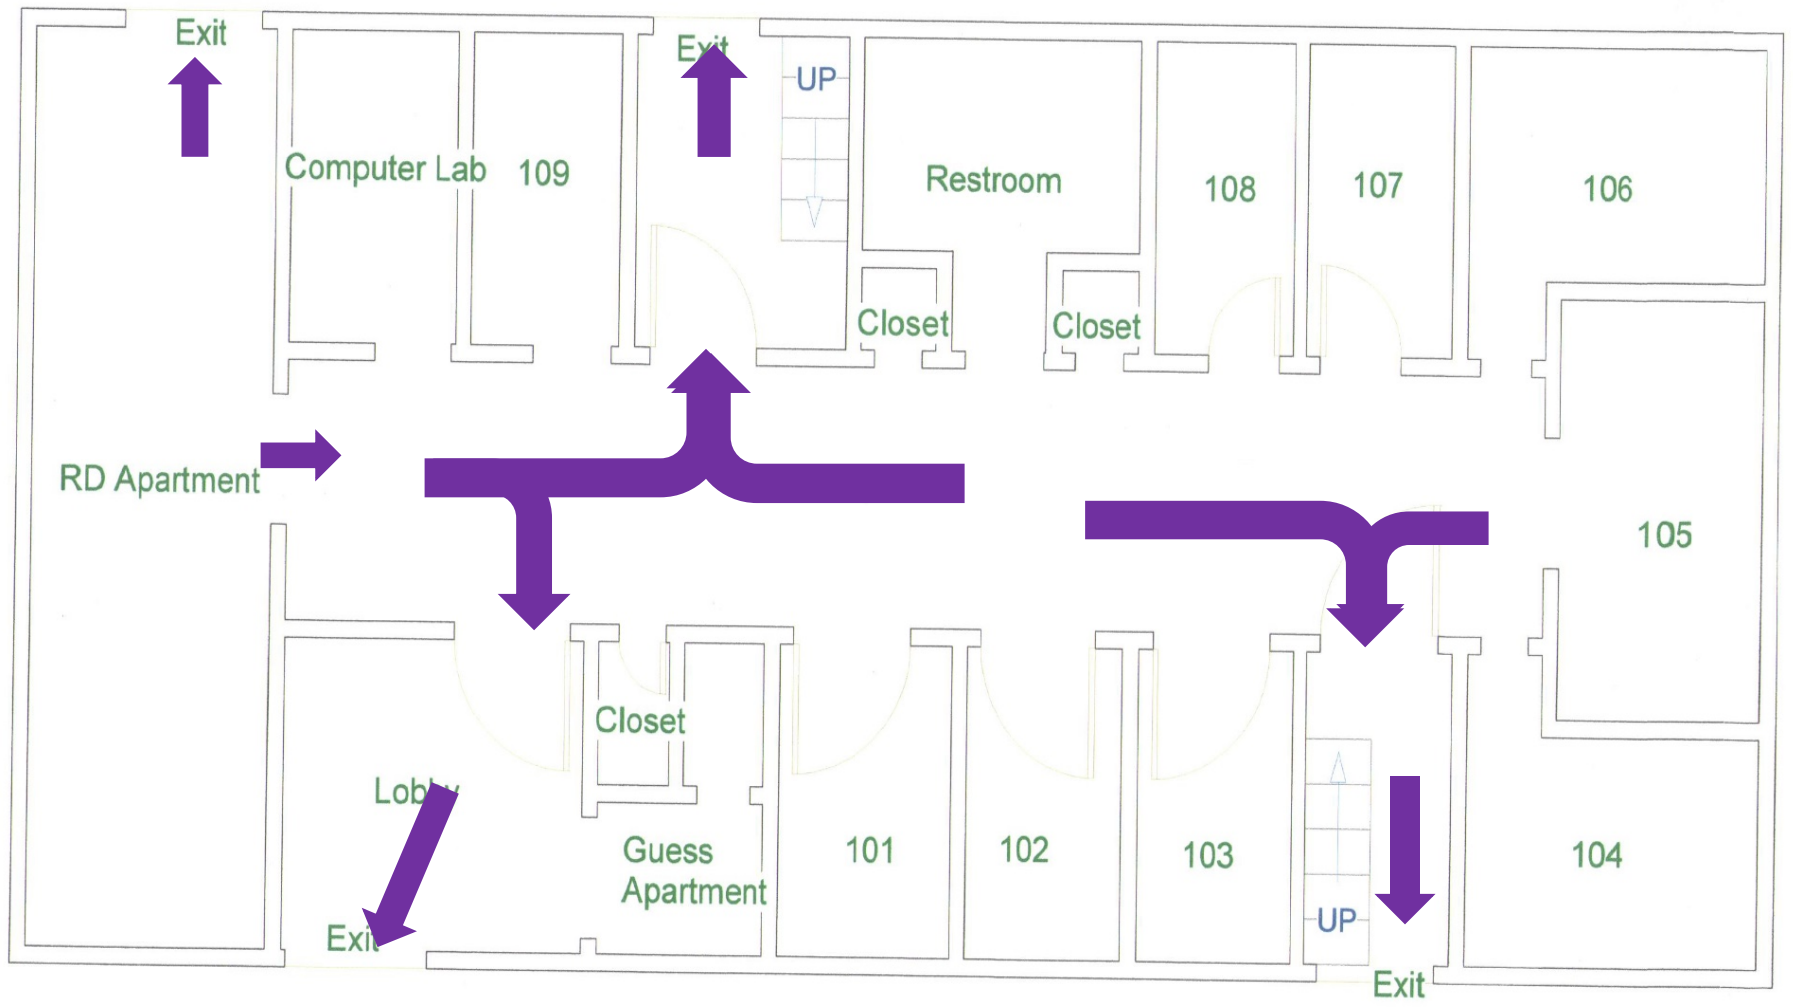 Exit
Exit
UP
Computer Lab
109
Restroom
108
107
106
Closet
Closet
RD Apartment
105
Closet
Lobby
Guess
Apartment
101
102
103
104
UP
Exit
Exit